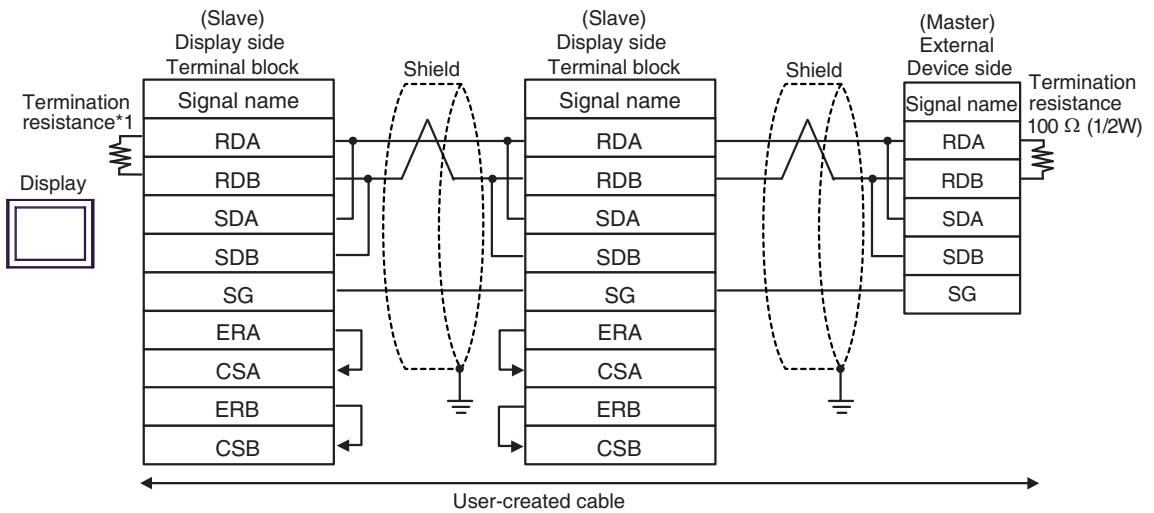 (Slave)
Display side
Terminal block
(Slave)
Display side
Terminal block
(Master)
External
Device side
Shield
Shield
Termination
resistance*1
Termination
resistance
100 Ω (1/2W)
Display
Signal name
RDA
RDB
SDA
SDB
SG
ERA
CSA
ERB
CSB
Signal name
RDA
RDB
SDA
SDB
SG
ERA
CSA
ERB
CSB
Signal name
RDA
RDB
SDA
SDB
SG
User-created cable